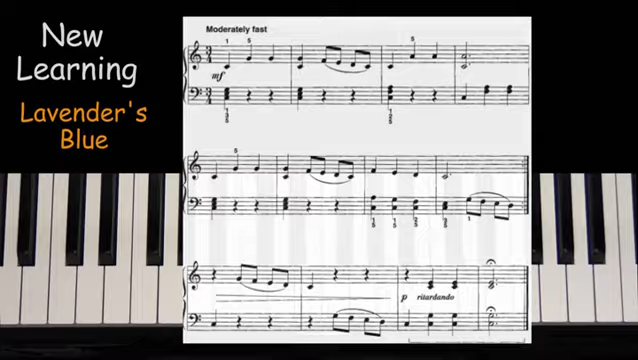 New
Learning
Lavender's
Blue
Moderately fast
mf
p ritardando